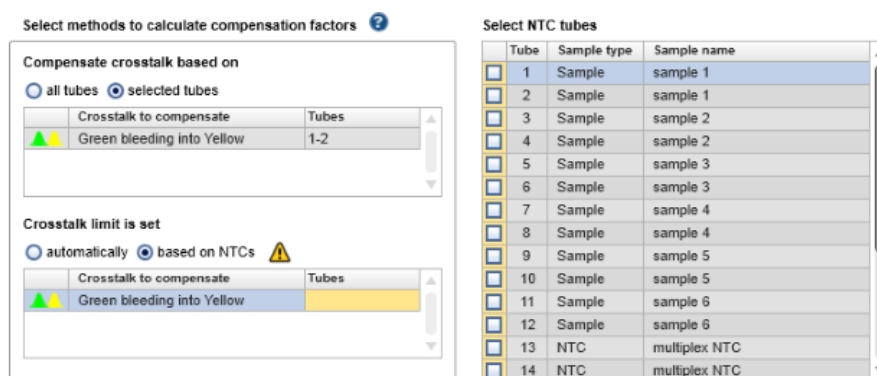 Select methods to calculate compensation factors ?
Compensate crosstalk based on
all tubes selected tubes
Crosstalk to compensate Tubes
Green bleeding into Yellow 1-2
Crosstalk limit is set
automatically based on NTCs
Crosstalk to compensate Tubes
Green bleeding into Yellow
Select NTC tubes
Tube Sample type Sample name
1 Sample sample 1
2 Sample sample 1
3 Sample sample 2
4 Sample sample 2
5 Sample sample 3
6 Sample sample 3
7 Sample sample 4
8 Sample sample 4
9 Sample sample 5
10 Sample sample 5
11 Sample sample 6
12 Sample sample 6
13 NTC multiplex NTC
14 NTC multiplex NTC